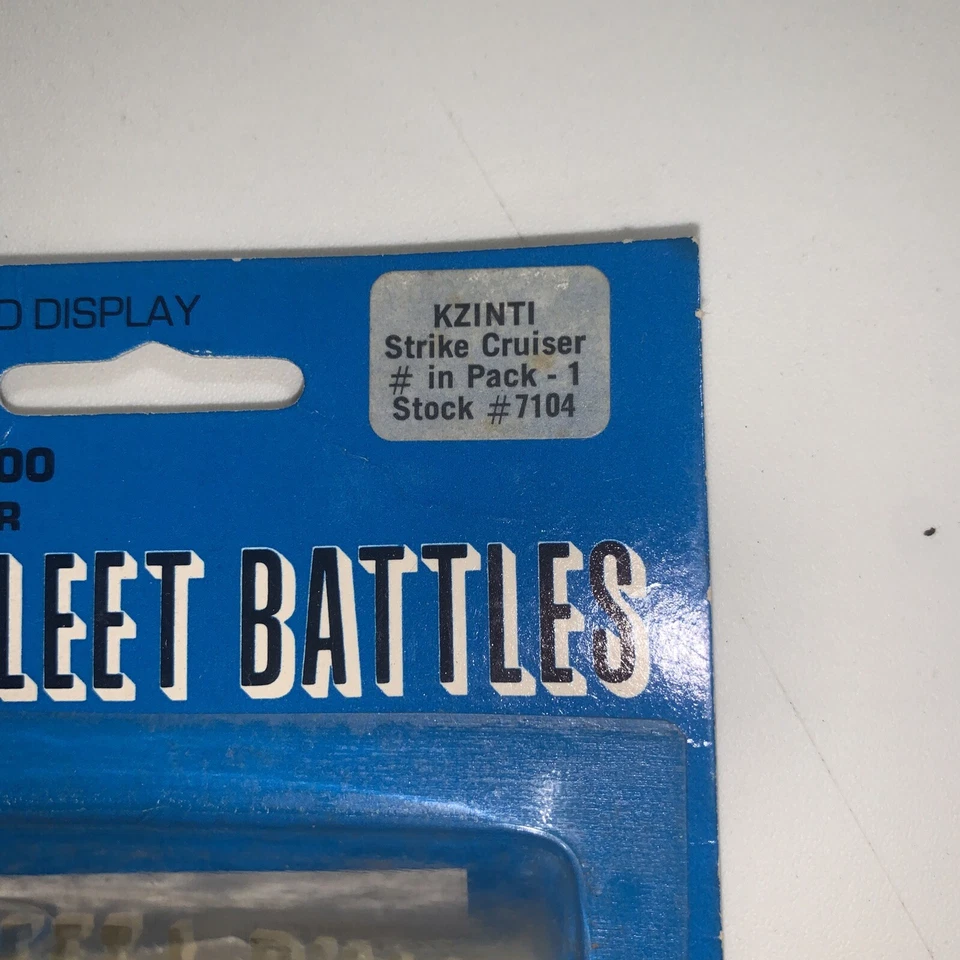 D DISPLAY
KZINTI
Strike Cruiser
# in Pack - 1
Stock #7104
00
R
LEET BATTLES